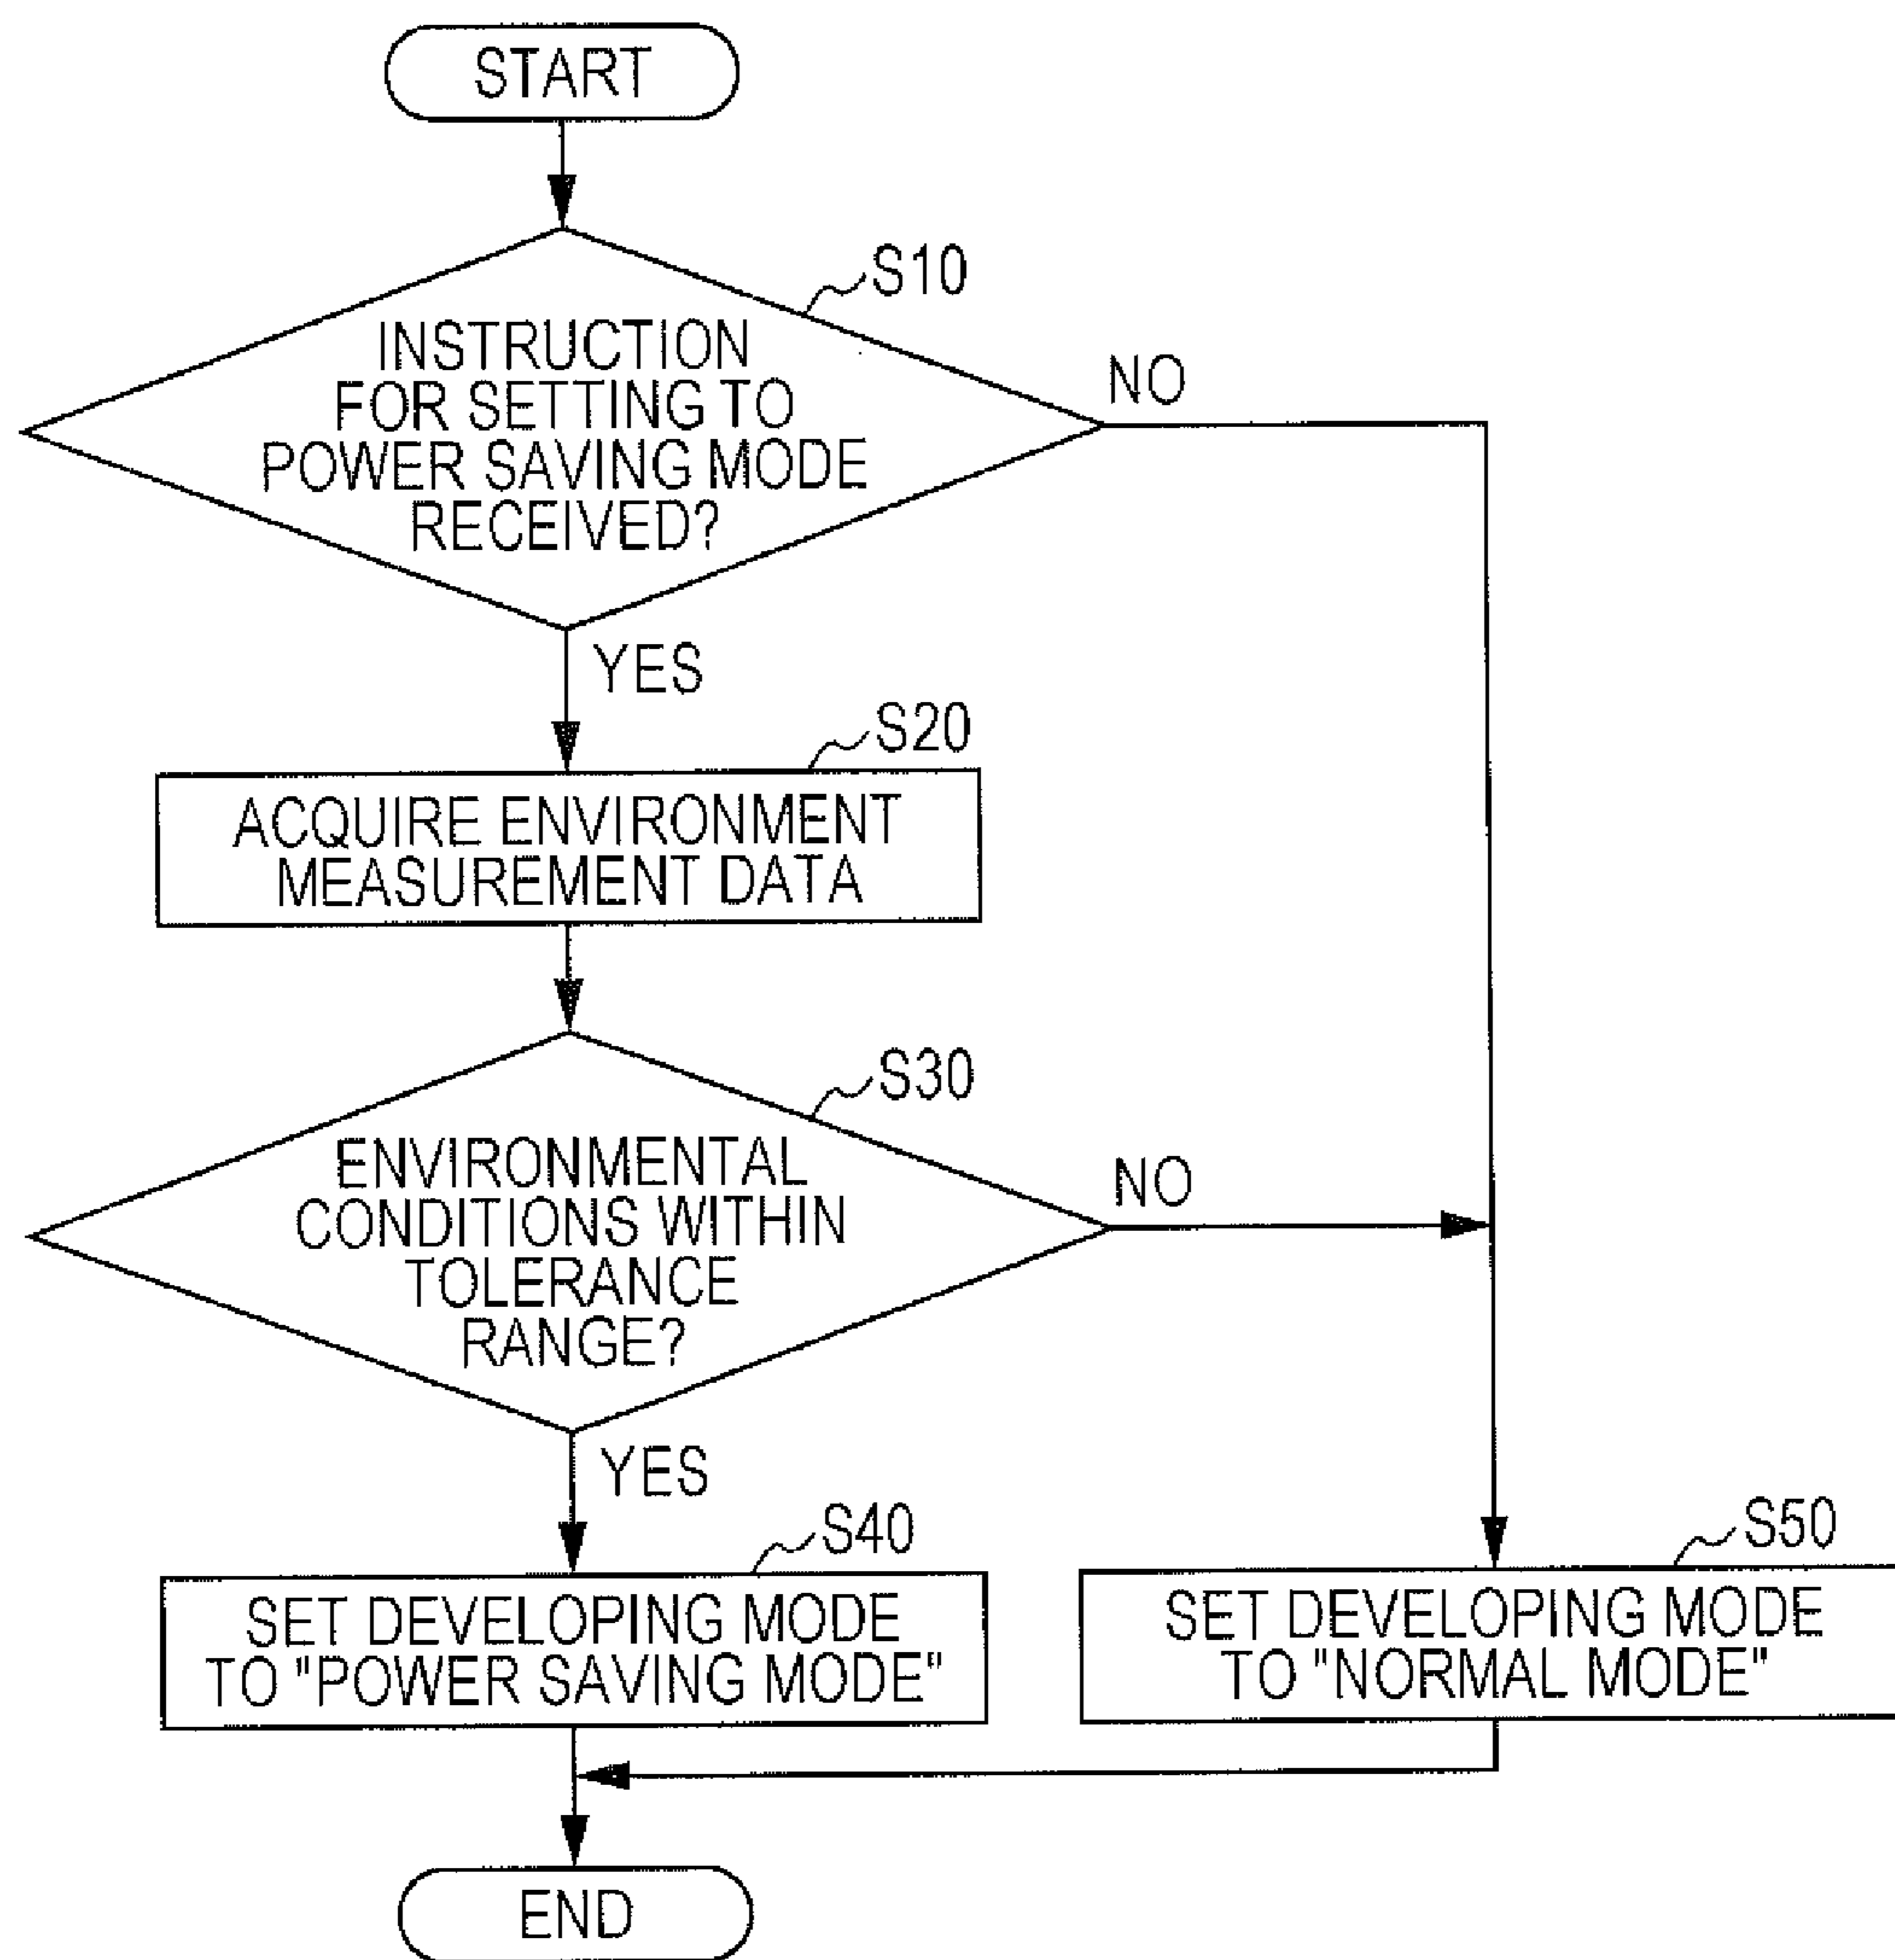 START
S10
INSTRUCTION
FOR SETTING TO
POWER SAVING MODE
RECEIVED?
NO
YES
S20
ACQUIRE ENVIRONMENT
MEASUREMENT DATA
S30
ENVIRONMENTAL
CONDITIONS WITHIN
TOLERANCE
RANGE?
NO
YES
S40
SET DEVELOPING MODE
TO "POWER SAVING MODE"
S50
SET DEVELOPING MODE
TO "NORMAL MODE"
END